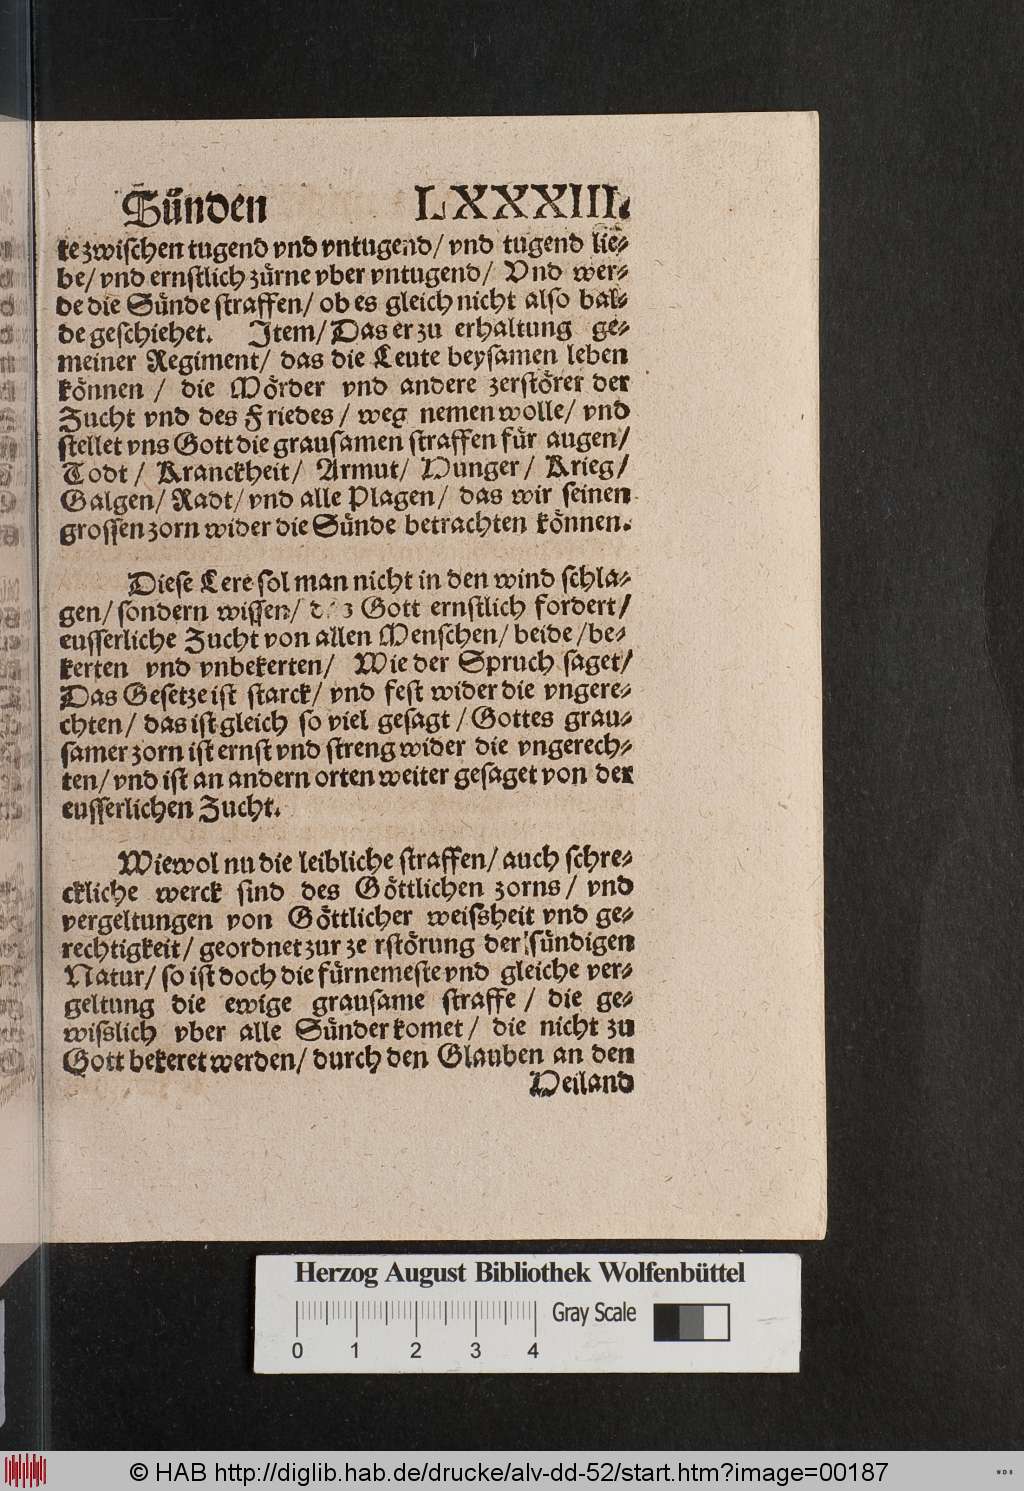 Sünden LXXXIII.
te zwischen tugend vnd vntugend/ vnd tugend lie-
be/ vnd ernstlich zürne vber vntugend/ Vnd wer-
de die Sünde straffen/ ob es gleich nicht also bal-
de geschiehet. Item/ Das er zu erhaltung ge-
meiner Regiment/ das die Leute beysamen leben
können / die Mörder vnd andere zerstörer der
Zucht vnd des Friedes / weg nemen wolle/ vnd
stellet vns Gott die grausamen straffen für augen/
Todt / Kranckheit/ Armut/ Hunger/ Krieg/
Galgen/ Radt/ vnd alle Plagen/ das wir seinen
grossen zorn wider die Sünde betrachten können.
Diese Lere sol man nicht in den wind schla-
gen/ sondern wissen/ Gott ernstlich fordert/
eusserliche Zucht von allen Menschen/ beide /be-
kerten vnd vnbekerten/ Wie der Spruch saget/
Das Gesetze ist starck/ vnd fest wider die vngere-
chten/ das ist gleich so viel gesagt / Gottes grau-
samer zorn ist ernst vnd streng wider die vngerech-
ten/ vnd ist an andern orten weiter gesaget von der
eusserlichen Zucht.
Wiewol nu die leibliche straffen/ auch schre-
ckliche werck sind des Göttlichen zorns/ vnd
vergeltungen von Göttlicher weissheit vnd ge-
rechtigkeit/ geordnet zur ze rstörung der sündigen
Natur/ so ist doch die fürnemeste vnd gleiche ver-
geltung die ewige grausame straffe / die ge-
wisslich vber alle Sünder komet/ die nicht zu
Gott bekeret werden/ durch den Glauben an den
Heiland
Herzog August Bibliothek Wolfenbüttel
0 1 2 3 4 Gray Scale
© HAB http://diglib.hab.de/drucke/alv-dd-52/start.htm?image=00187